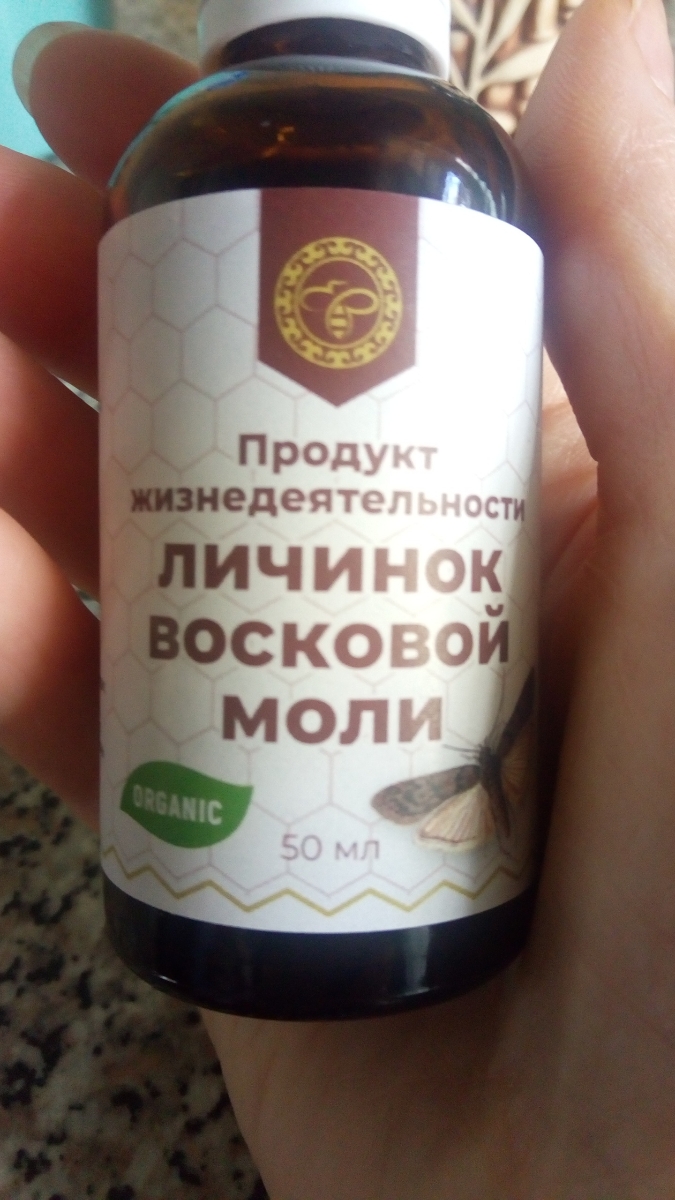 Продукт
жизнедеятельности
ЛИЧИНОК
ВОСКОВОЙ
МОЛИ
ORGANIC
50 мл